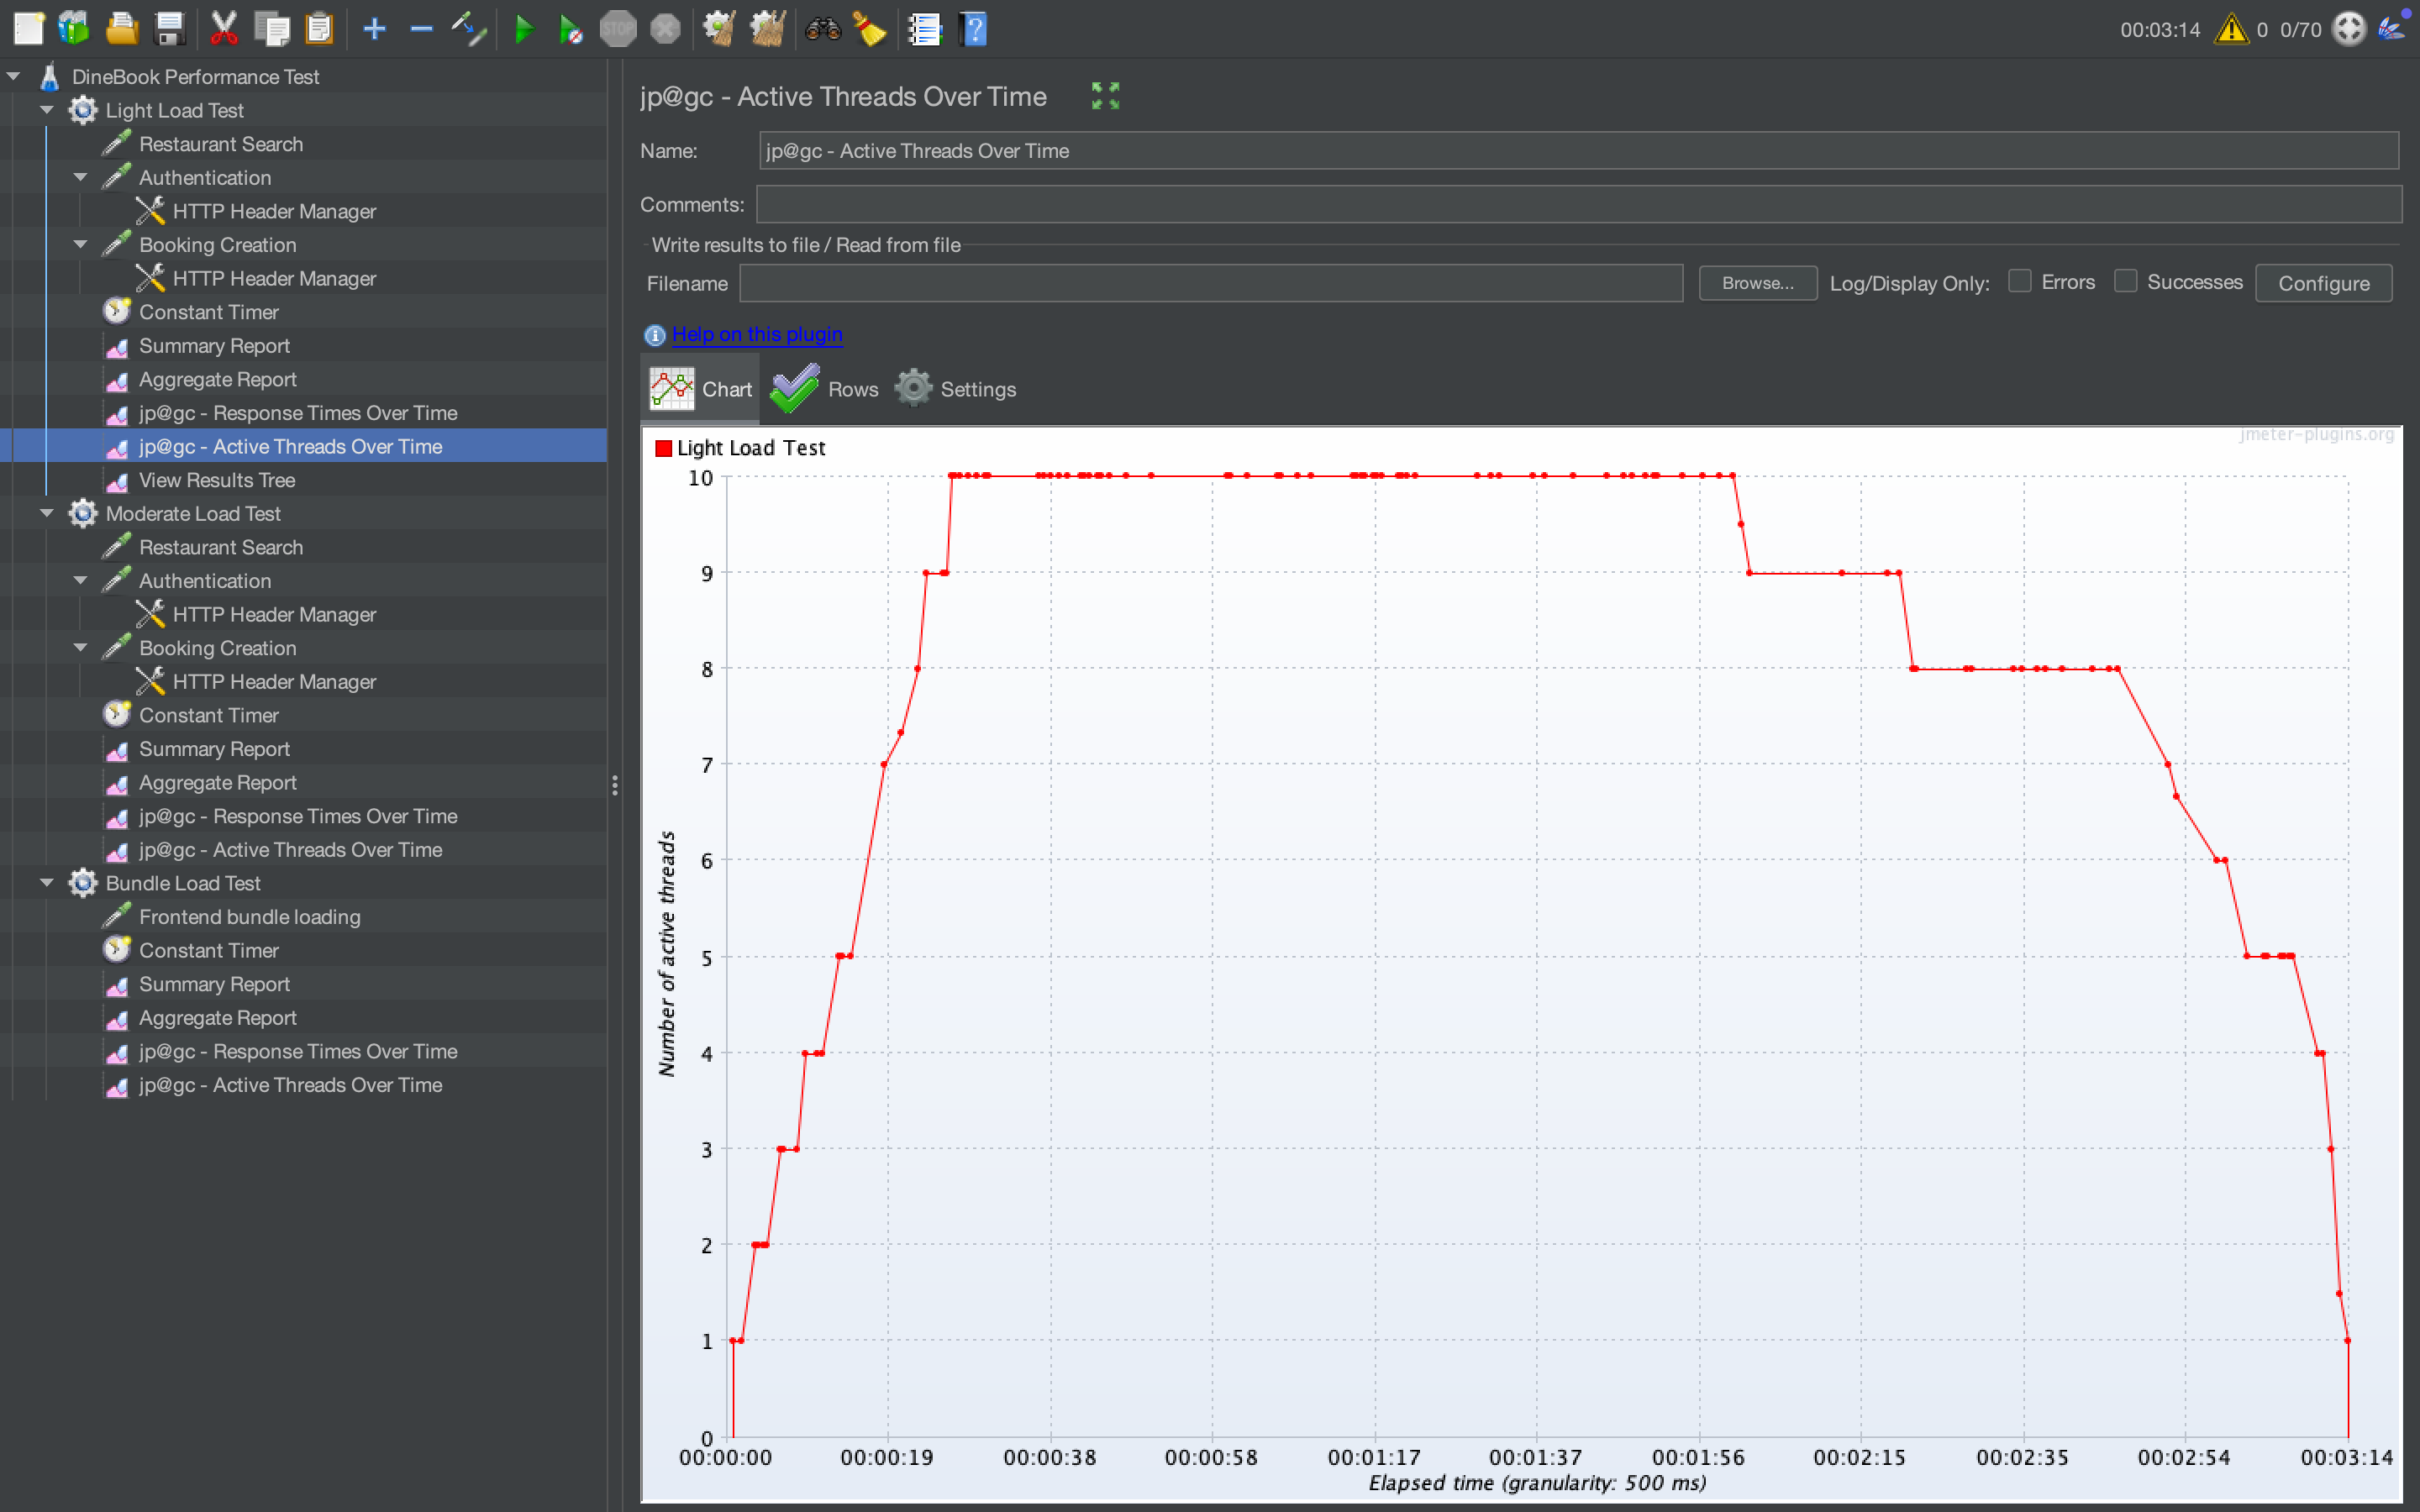 STOP
00:03:14
0
0/70
DineBook Performance Test
Light Load Test
Restaurant Search
Authentication
HTTP Header Manager
Booking Creation
HTTP Header Manager
Constant Timer
Summary Report
Aggregate Report
jp@gc - Response Times Over Time
jp@gc - Active Threads Over Time
View Results Tree
Moderate Load Test
Restaurant Search
Authentication
HTTP Header Manager
Booking Creation
HTTP Header Manager
Constant Timer
Summary Report
Aggregate Report
jp@gc - Response Times Over Time
jp@gc - Active Threads Over Time
Bundle Load Test
Frontend bundle loading
Constant Timer
Summary Report
Aggregate Report
jp@gc - Response Times Over Time
jp@gc - Active Threads Over Time
jp@gc - Active Threads Over Time
Name: jp@gc - Active Threads Over Time
Comments:
Write results to file / Read from file
Filename Browse... Log/Display Only: Errors Successes Configure
Help on this plugin
Chart Rows Settings
Light Load Test
jmeter-plugins.org
10
9
8
7
6
5
4
3
2
1
0
Number of active threads
00:00:00 00:00:19 00:00:38 00:00:58 00:01:17 00:01:37 00:01:56 00:02:15 00:02:35 00:02:54 00:03:14
Elapsed time (granularity: 500 ms)